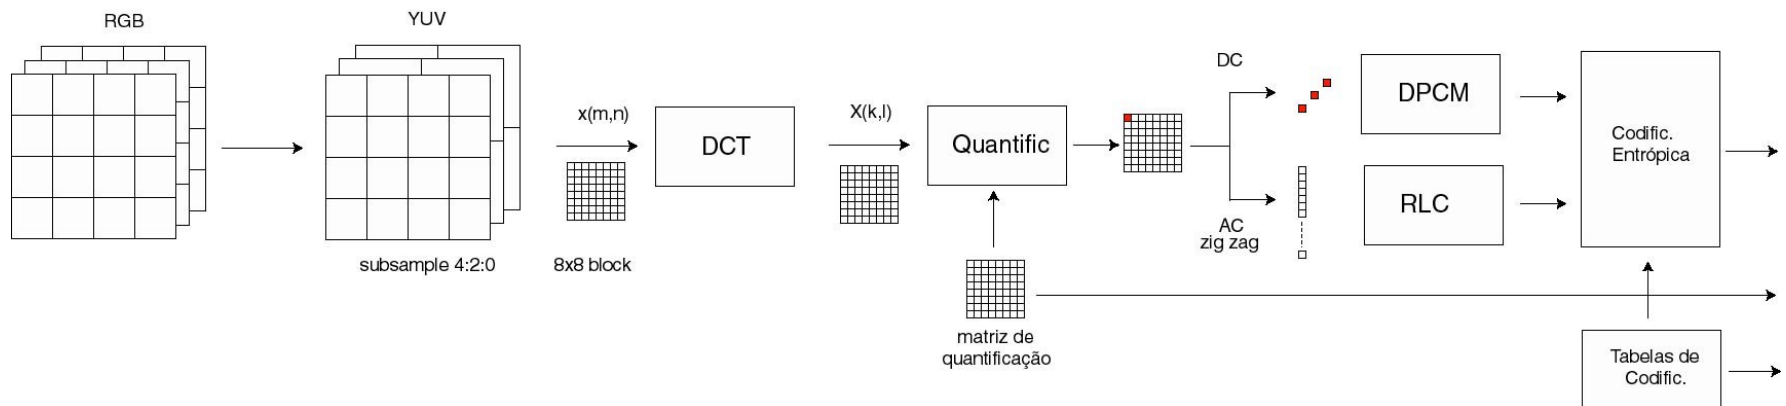 RGB
YUV
subsample 4:2:0
x(m,n)
8x8 block
DCT
X(k,l)
Quantific
matriz de
quantificação
DC
AC
zig zag
DPCM
RLC
Codific.
Entrópica
Tabelas de
Codific.